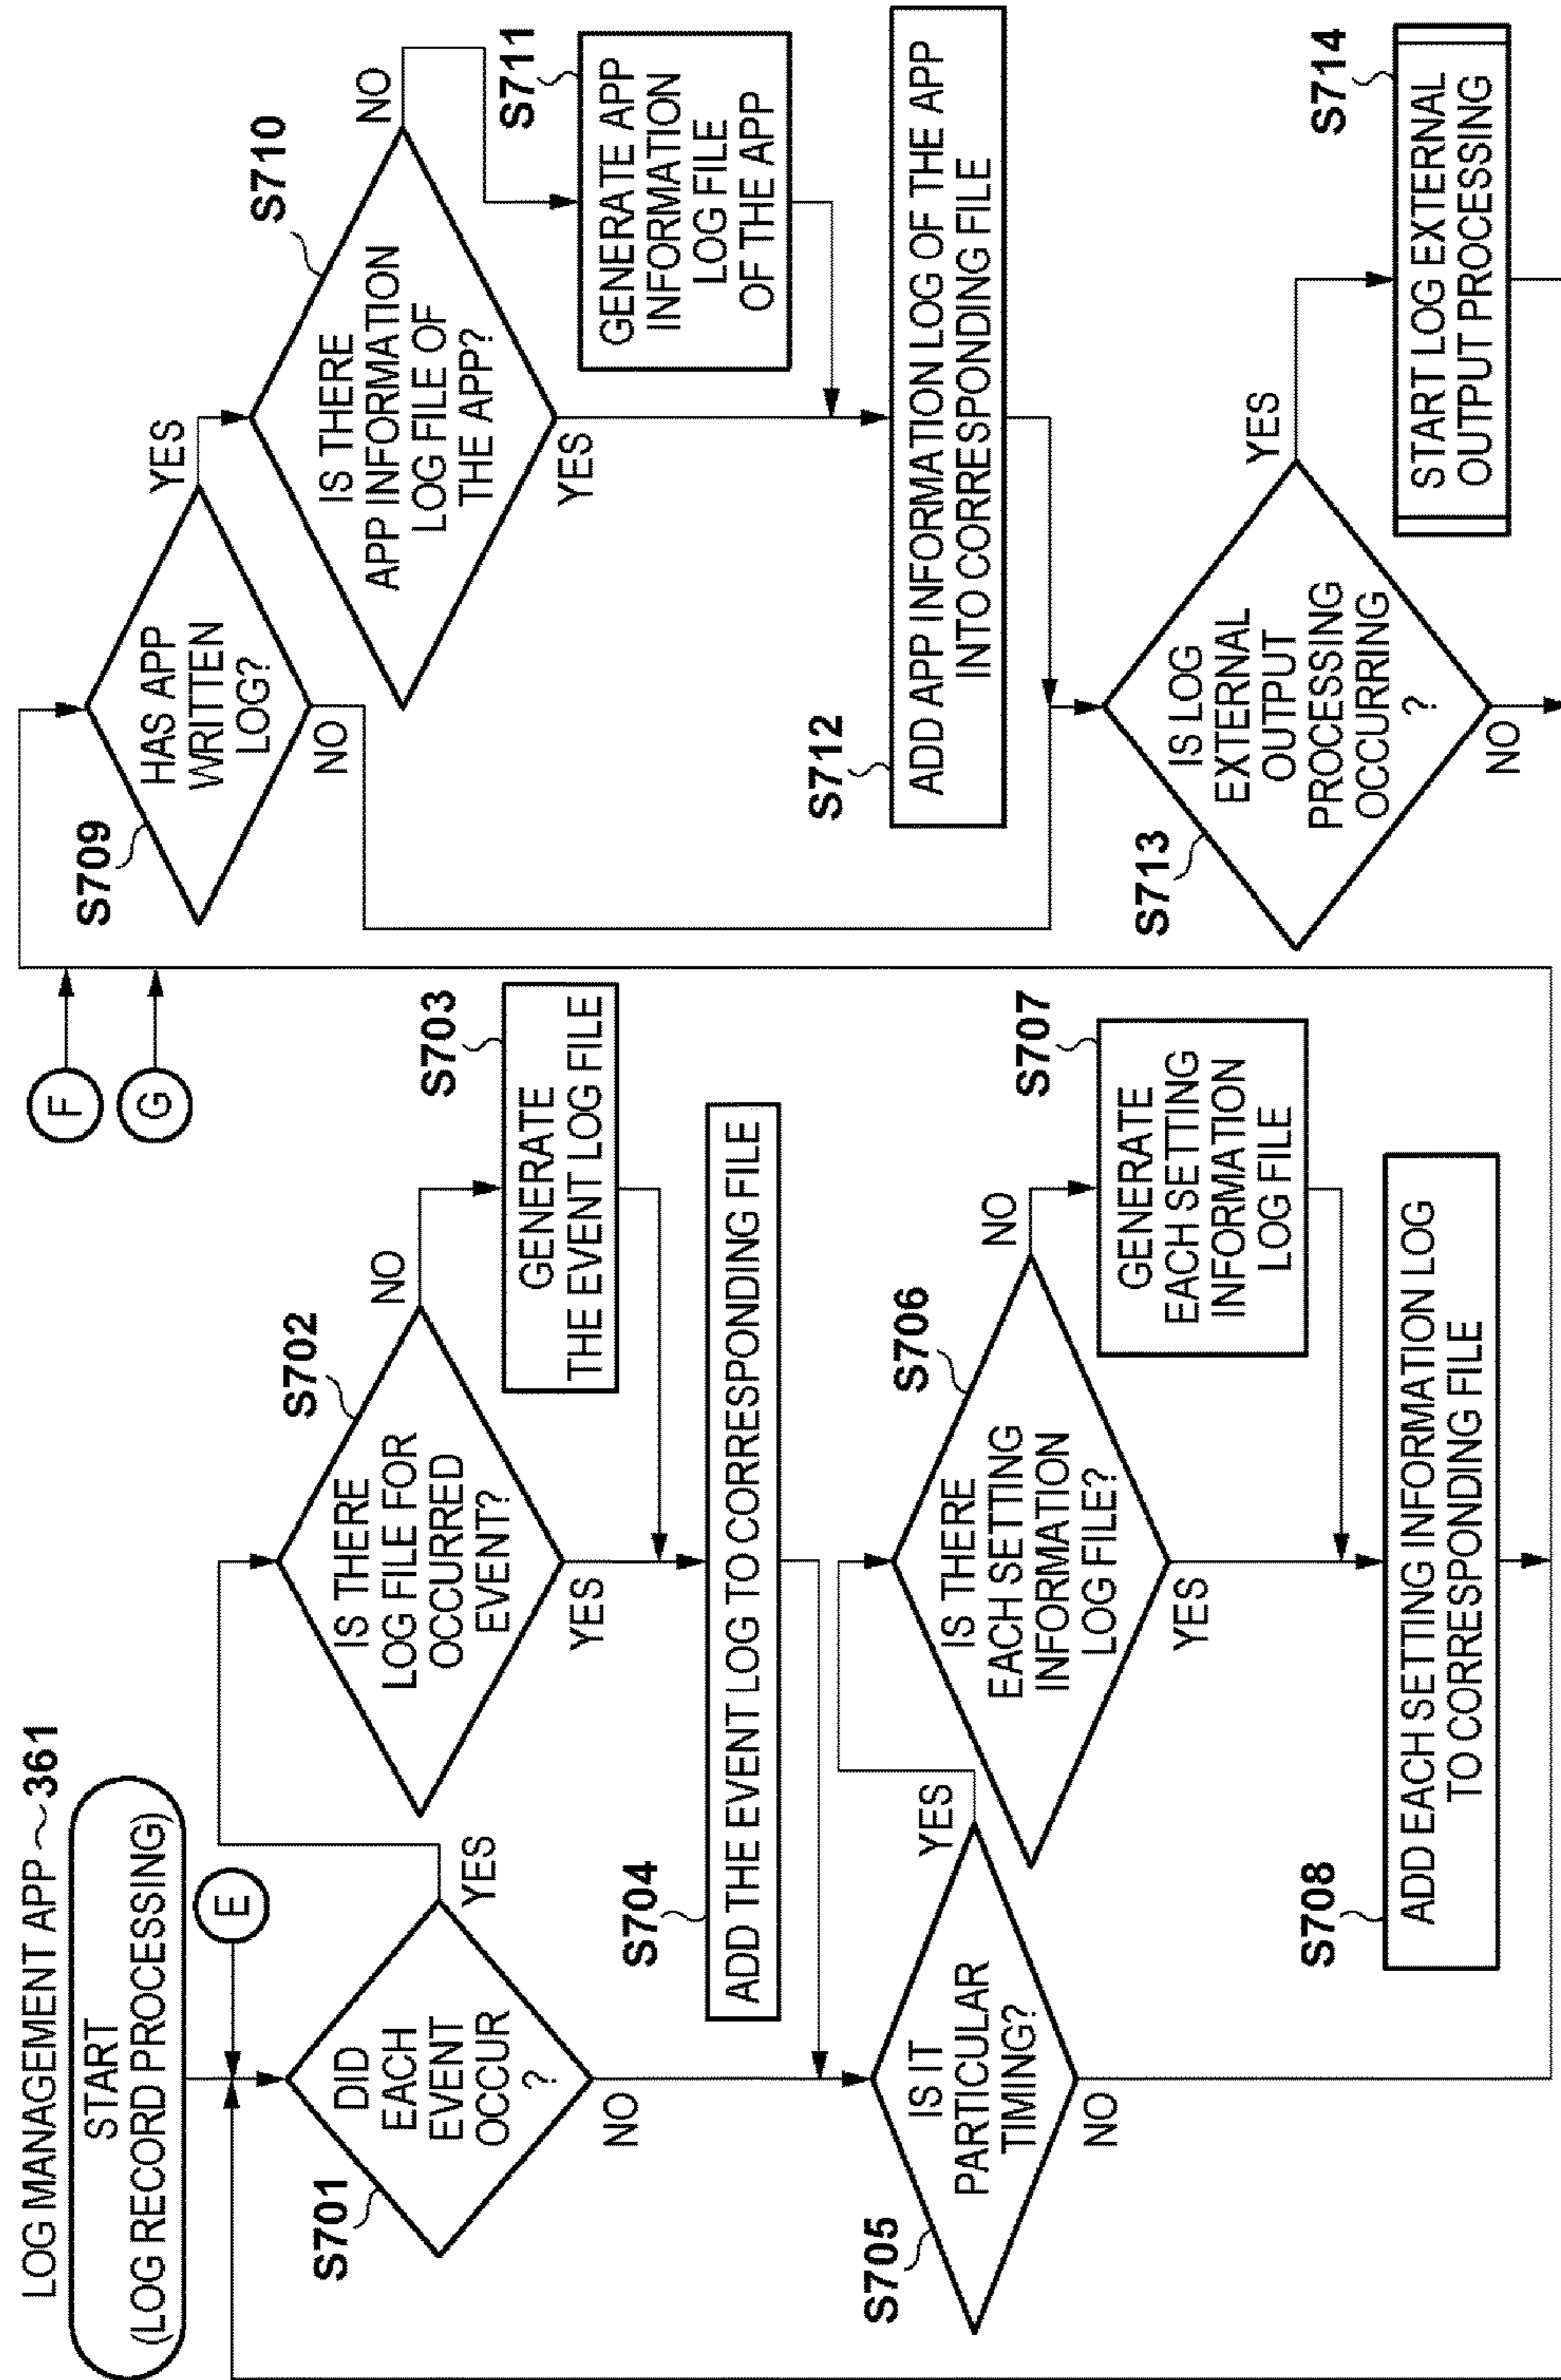 LOG MANAGEMENT APP ~ 361
START
(LOG RECORD PROCESSING)
E
S701
DID
EACH
EVENT
OCCUR
?
YES
NO
S702
IS THERE
LOG FILE FOR
OCCURRED
EVENT?
NO
YES
S703
GENERATE
THE EVENT LOG FILE
S704
ADD THE EVENT LOG TO CORRESPONDING FILE
S705
IS IT
PARTICULAR
TIMING?
YES
NO
S706
IS THERE
EACH SETTING
INFORMATION
LOG FILE?
NO
YES
S707
GENERATE
EACH SETTING
INFORMATION
LOG FILE
S708
ADD EACH SETTING INFORMATION LOG
TO CORRESPONDING FILE
F
G
S709
HAS APP
WRITTEN
LOG?
YES
NO
S710
IS THERE
APP INFORMATION
LOG FILE OF
THE APP?
NO
YES
S711
GENERATE APP
INFORMATION
LOG FILE
OF THE APP
S712
ADD APP INFORMATION LOG OF THE APP
INTO CORRESPONDING FILE
S713
IS LOG
EXTERNAL
OUTPUT
PROCESSING
OCCURRING
?
YES
NO
S714
START LOG EXTERNAL
OUTPUT PROCESSING